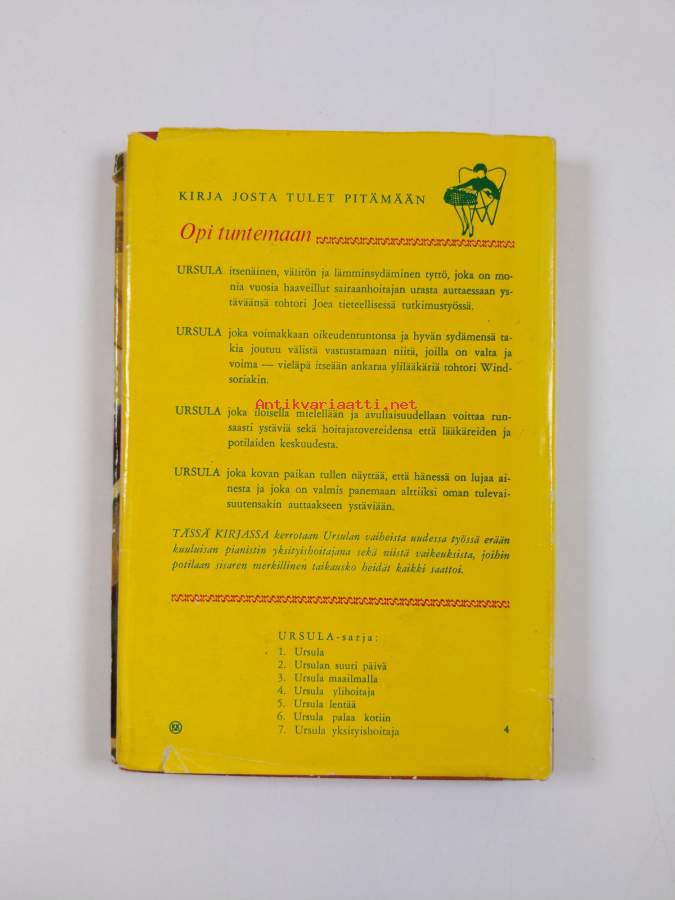 KIRJA JOSTA TULET PITÄMÄÄN
Opi tuntemaan
URSULA itsenäinen, välitön ja lämminsydäminen tyttö, joka on mo-
nia vuosia haaveillut sairaanhoitajan urasta auttaessaan ys-
täväänsä tohtori Joea tieteellisessä tutkimustyössä.
URSULA joka voimakkaan oikeudentuntonsa ja hyvän sydämensä ta-
kia joutuu välistä vastustamaan niitä, joilla on valta ja
voima — vieläpä itseään ankaraa ylilääkäriä tohtori Wind-
soriakin.
Antikvariaatti.net
URSULA joka iloisella mielellään ja avuliaisuudellaan voittaa run-
saasti ystäviä sekä hoitajatovereidensa että lääkäreiden ja
potilaiden keskuudesta.
URSULA joka kovan paikan tullen näyttää, että hänessä on lujaa ai-
nesta ja joka on valmis panemaan alttiiksi oman tulevai-
suutensakin auttaakseen ystäviään.
TÄSSÄ KIRJASSA kerrotaan Ursulan vaiheista uudessa työssä erään
kuuluisan pianistin yksityishoitajana sekä niistä vaikeuksista, joihin
potilaan sisaren merkillinen taikausko heidät kaikki saattoi.
URSULA-sarja:
1. Ursula
2. Ursulan suuri päivä
3. Ursula maailmalla
4. Ursula ylihoitaja
5. Ursula lentää
6. Ursula palaa kotiin
7. Ursula yksityishoitaja
4